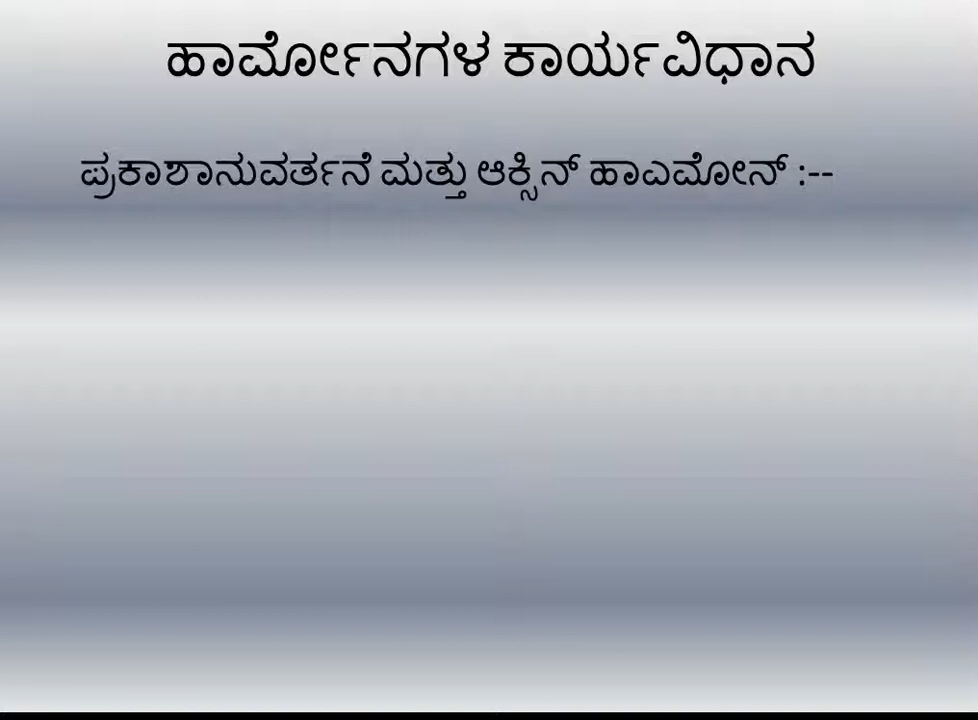 ಹಾರ್ಮೋನಗಳ ಕಾರ್ಯವಿಧಾನ
ಪ್ರಕಾಶಾನುವರ್ತನೆ ಮತ್ತು ಆಕ್ಸಿನ್ ಹಾಎಮೋನ್ :--